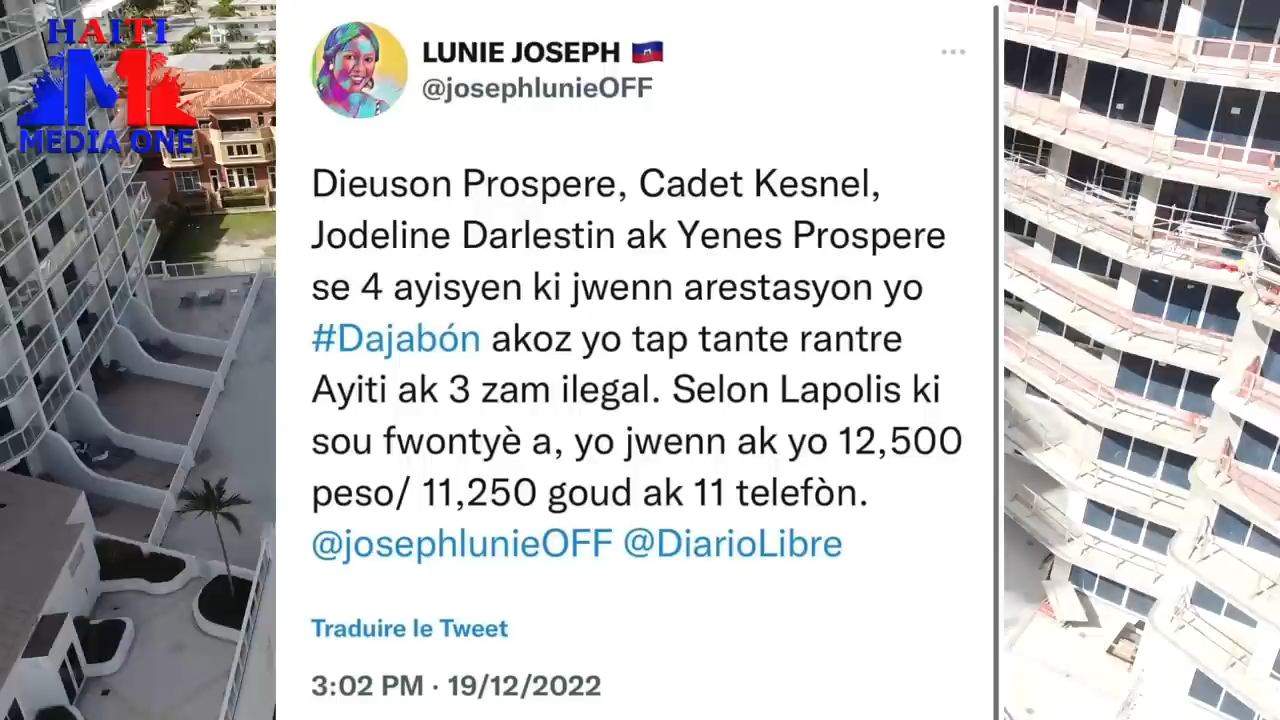 HAITI
M1
MEDIA ONE
LUNIE JOSEPH 🇭🇹
@josephlunieOFF
Dieuson Prospere, Cadet Kesnel,
Jodeline Darlestin ak Yenes Prospere
se 4 ayisyen ki jwenn arestasyon yo
#Dajabón akoz yo tap tante rantre
Ayiti ak 3 zam ilegal. Selon Lapolis ki
sou fwontyè a, yo jwenn ak yo 12,500
peso/ 11,250 goud ak 11 telefòn.
@josephlunieOFF @DiarioLibre
Traduire le Tweet
3:02 PM · 19/12/2022